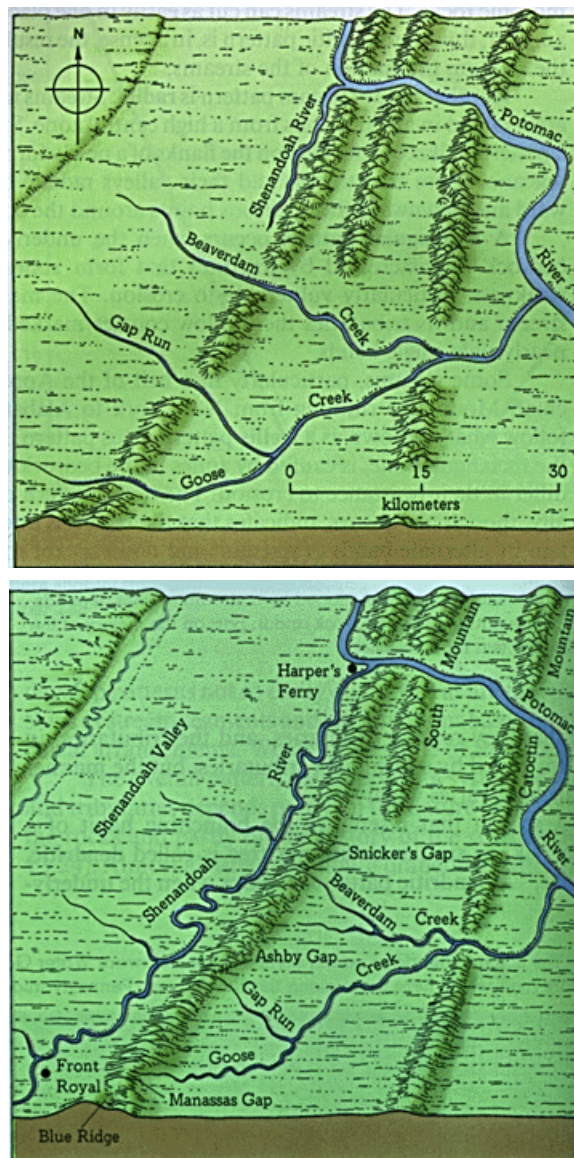 N
Potomac
Shenandoah River
River
Beaverdam
Creek
Gap Run
Creek
Goose
0 15 30
kilometers
Mountain
Mountain
Harper's
Ferry
Potomac
South
Catoctin
River
Shenandoah Valley
River
Shenandoah
Snicker's Gap
Beaverdam
Creek
Ashby Gap
Creek
Gap Run
Goose
Front
Royal
Manassas Gap
Blue Ridge